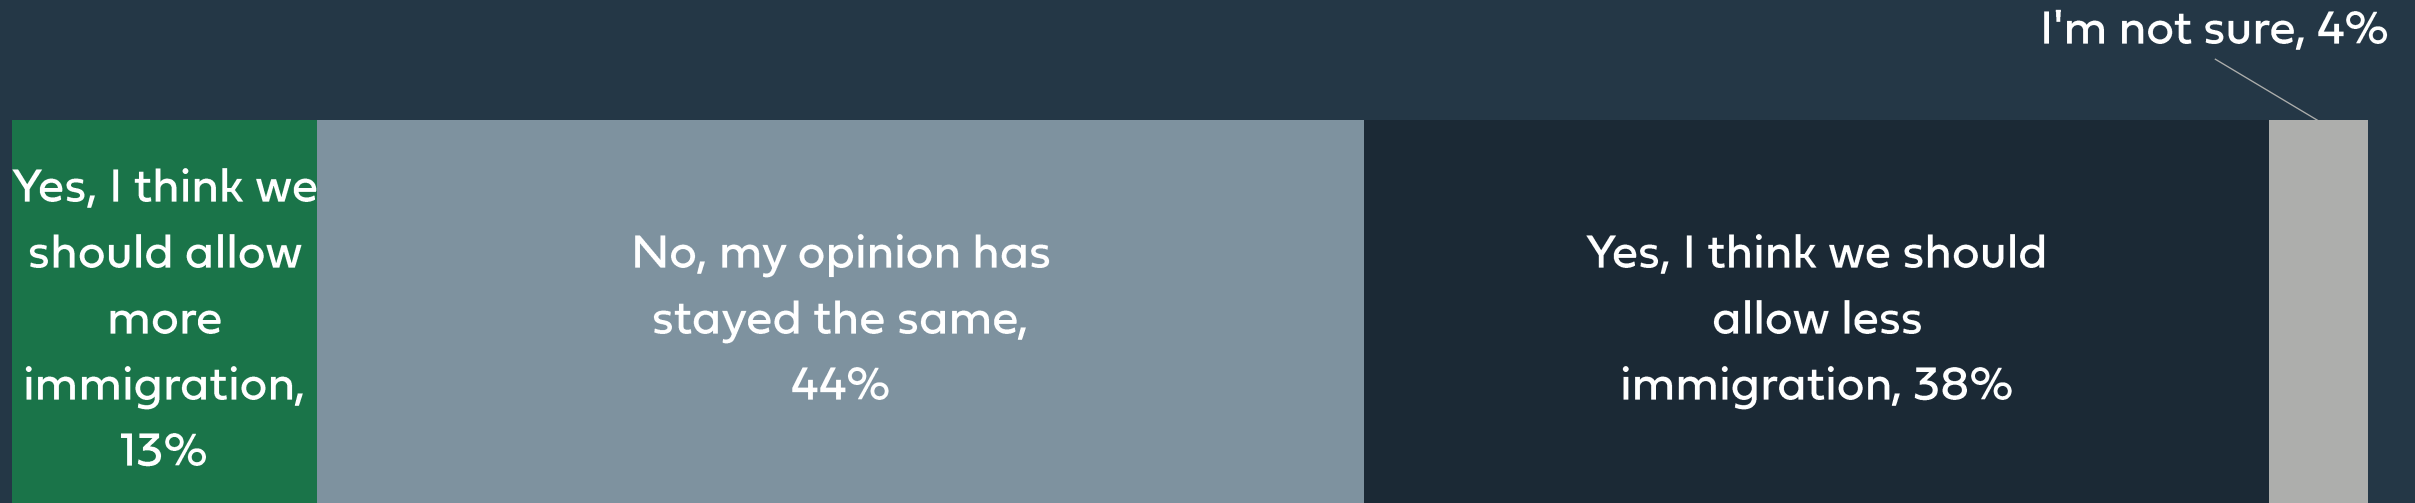 I'm not sure, 4%
Yes, I think we
should allow
more
immigration,
13%
No, my opinion has
stayed the same,
44%
Yes, I think we should
allow less
immigration, 38%